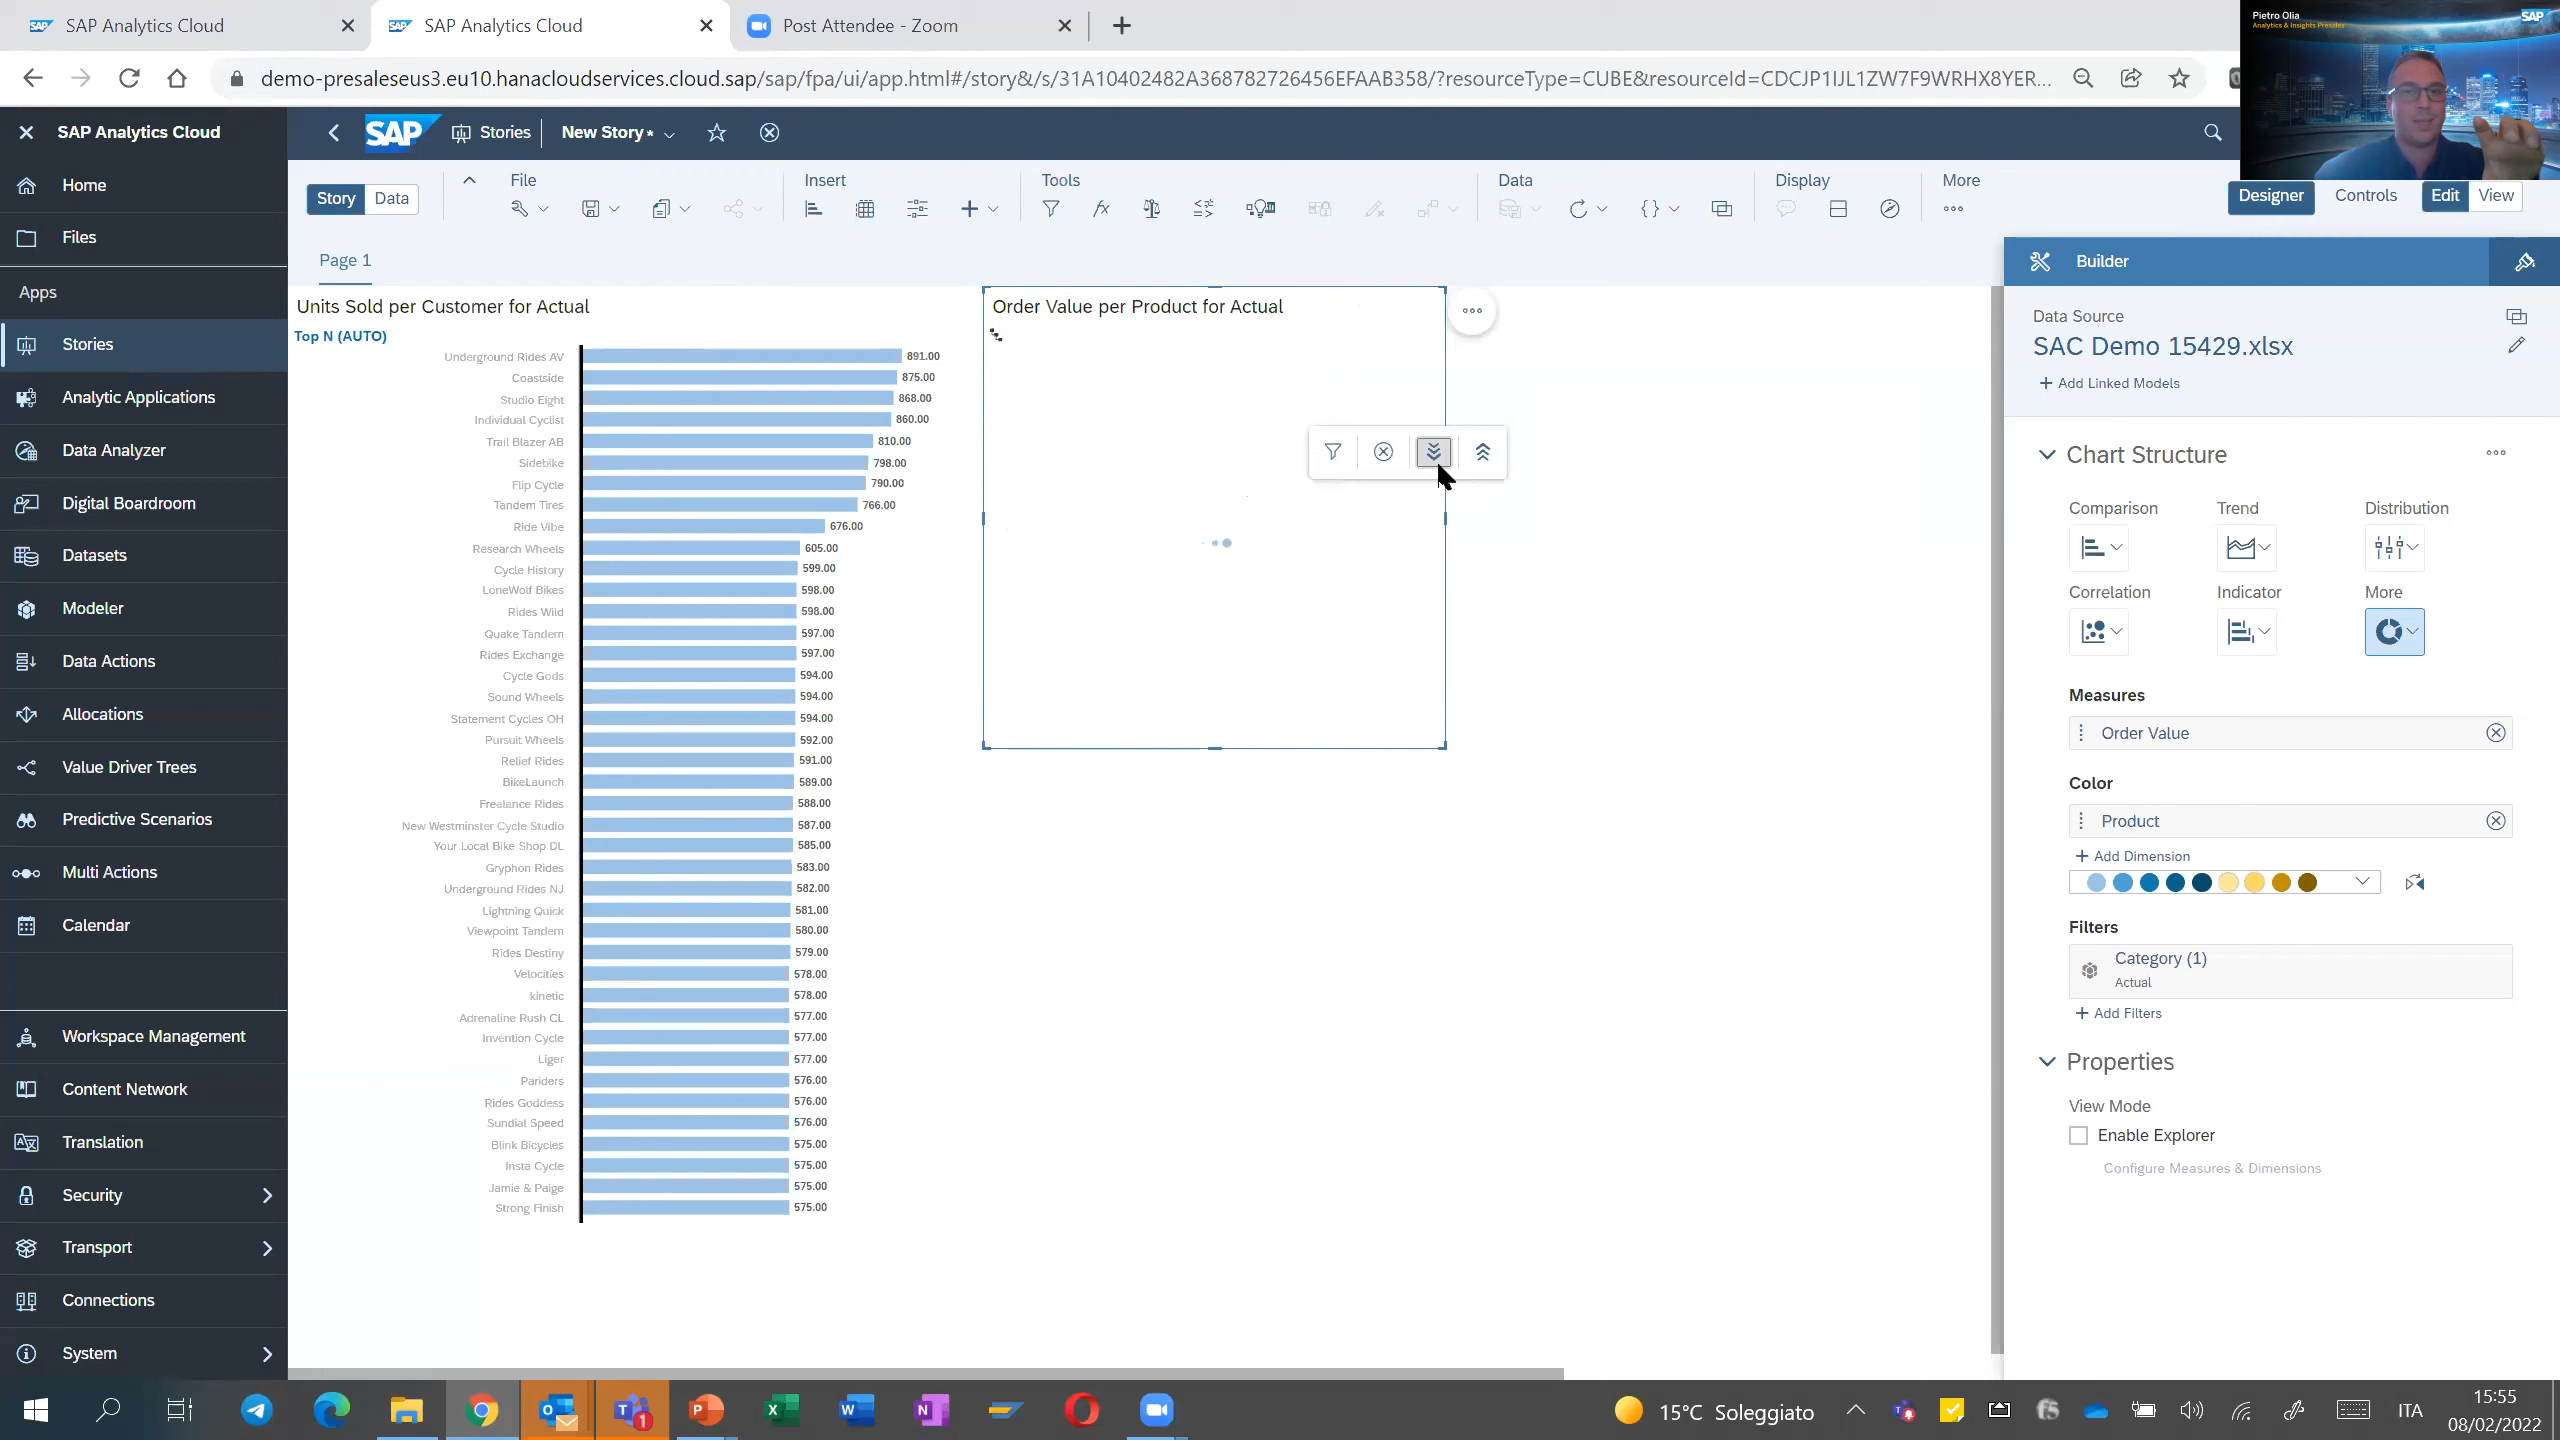 SAP Analytics Cloud
SAP Analytics Cloud
Post Attendee - Zoom
demo-presaleseus3.eu10.hanacloudservices.cloud.sap/sap/fpa/ui/app.html#/story&/s/31A10402482A368782726456EFAAB358/?resourceType=CUBE&resourceId=CDCJP1IJL1ZW7F9WRHX8YER...
Pietro Olia
Analytics & Insights Presales
SAP
SAP Analytics Cloud
SAP
Stories
New Story*
Home
Files
Apps
Stories
Analytic Applications
Data Analyzer
Digital Boardroom
Datasets
Modeler
Data Actions
Allocations
Value Driver Trees
Predictive Scenarios
Multi Actions
Calendar
Workspace Management
Content Network
Translation
Security
Transport
Connections
System
Story
Data
File
Insert
Tools
Data
Display
More
Designer
Controls
Edit
View
Page 1
Units Sold per Customer for Actual
Top N (AUTO)
Underground Rides AV 891.00
Coastside 875.00
Studio Eight 868.00
Individual Cyclist 860.00
Trail Blazer AB 810.00
Sidebike 798.00
Flip Cycle 790.00
Tandem Tires 766.00
Ride Vibe 676.00
Research Wheels 605.00
Cycle History 599.00
LoneWolf Bikes 598.00
Rides Wild 598.00
Quake Tandem 597.00
Rides Exchange 597.00
Cycle Gods 594.00
Sound Wheels 594.00
Statement Cycles OH 594.00
Pursuit Wheels 592.00
Relief Rides 591.00
BikeLaunch 589.00
Freelance Rides 588.00
New Westminster Cycle Studio 587.00
Your Local Bike Shop DL 585.00
Gryphon Rides 583.00
Underground Rides NJ 582.00
Lightning Quick 581.00
Viewpoint Tandem 580.00
Rides Destiny 579.00
Velocities 578.00
kinetic 578.00
Adrenaline Rush CL 577.00
Invention Cycle 577.00
Liger 577.00
Pariders 576.00
Rides Goddess 576.00
Sundial Speed 576.00
Blink Bicycles 575.00
Insta Cycle 575.00
Jamie & Paige 575.00
Strong Finish 575.00
Order Value per Product for Actual
Builder
Data Source
SAC Demo 15429.xlsx
Add Linked Models
Chart Structure
Comparison
Trend
Distribution
Correlation
Indicator
More
Measures
Order Value
Color
Product
Add Dimension
Filters
Category (1)
Actual
Add Filters
Properties
View Mode
Enable Explorer
Configure Measures & Dimensions
1
15°C Soleggiato
ITA
15:55
08/02/2022